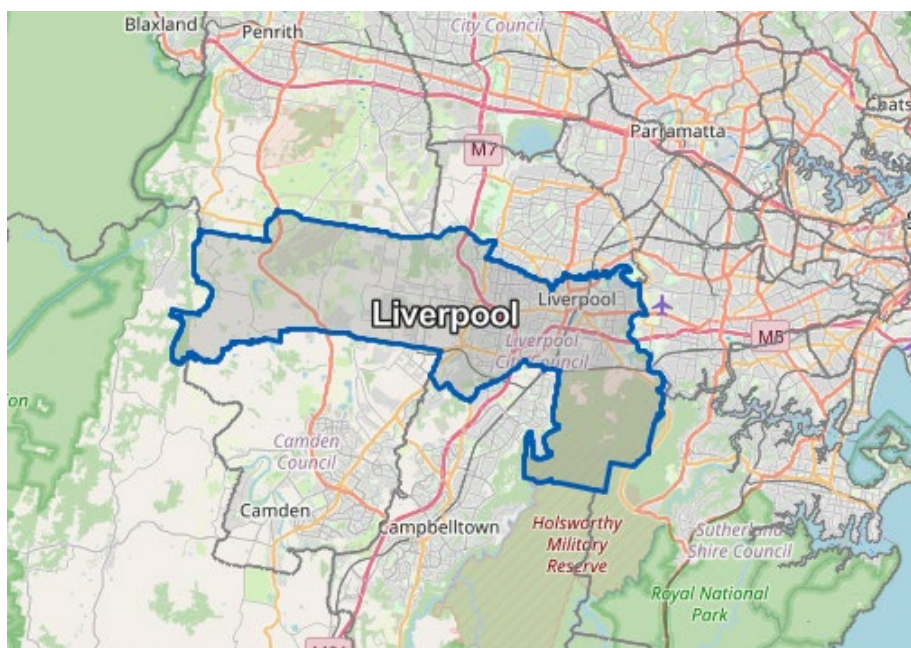 Blaxland
Penrith
City Council
Chats
Parramatta
M7
Liverpool
Liverpool
Liverpool
City Council
M5
Camden
Council
Camden
Campbelltown
Holsworthy
Military
Reserve
Sutherland
Shire Council
Royal National
Park